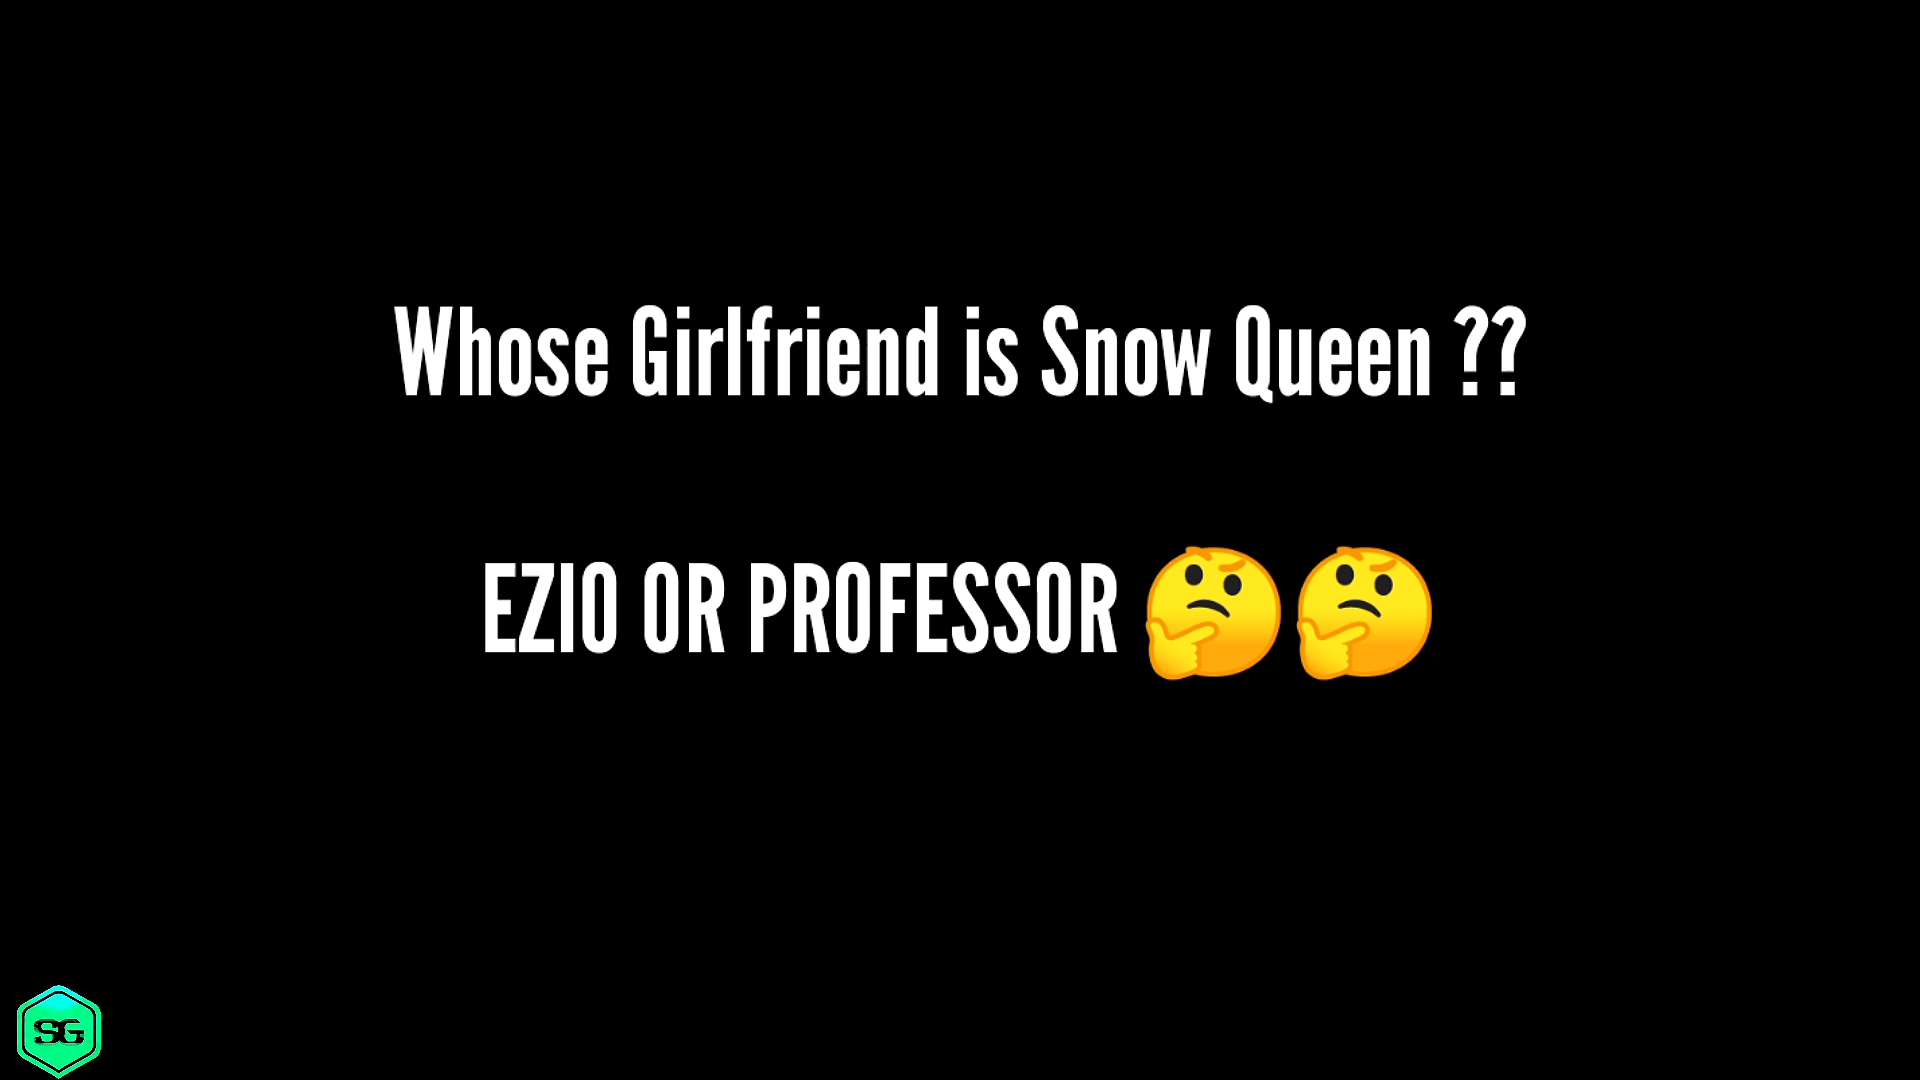 Whose Girlfriend is Snow Queen ??
EZIO OR PROFESSOR 🤔🤔
SG